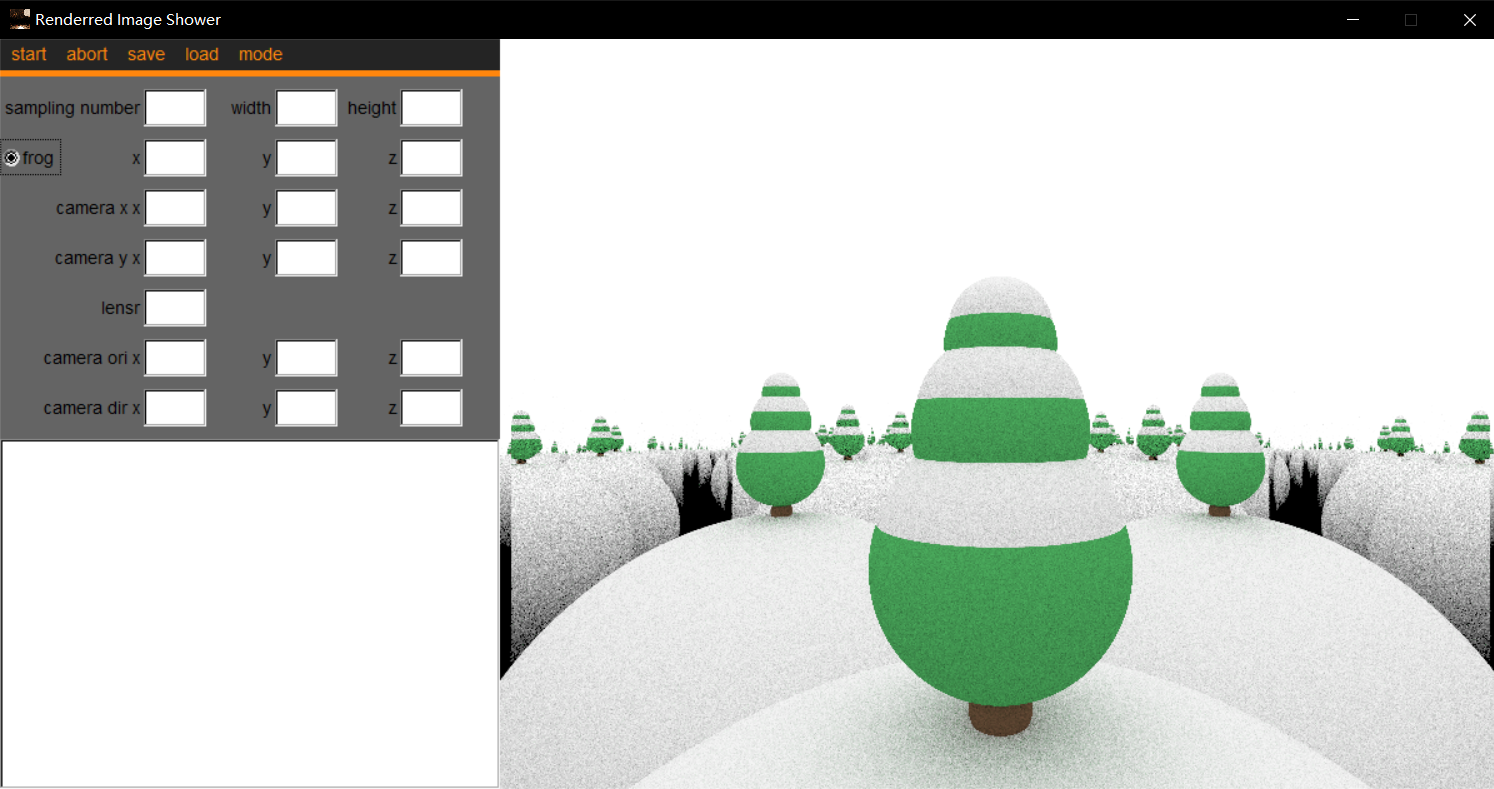 Renderred Image Shower
start abort save load mode
sampling number width height
frog x y z
camera x x y z
camera y x y z
lensr
camera ori x y z
camera dir x y z